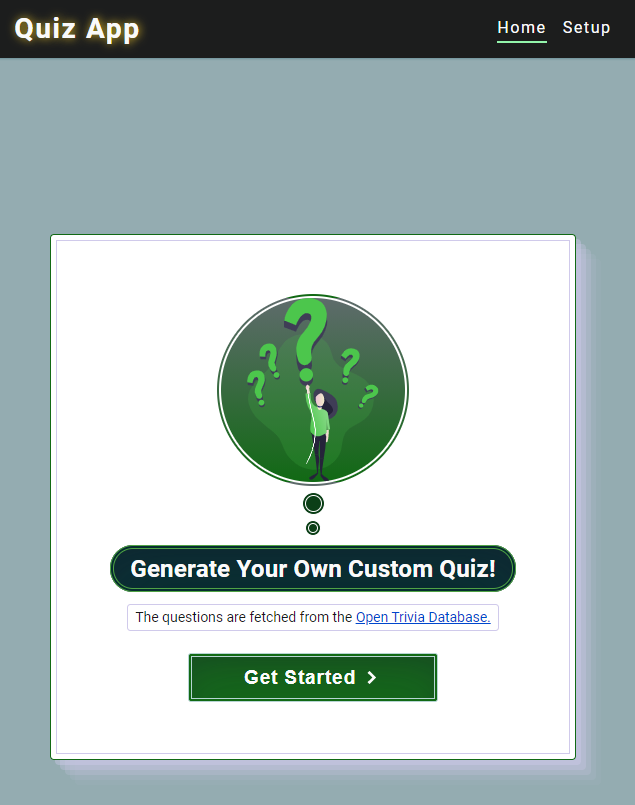 Quiz App
Home Setup
Generate Your Own Custom Quiz!
The questions are fetched from the Open Trivia Database.
Get Started